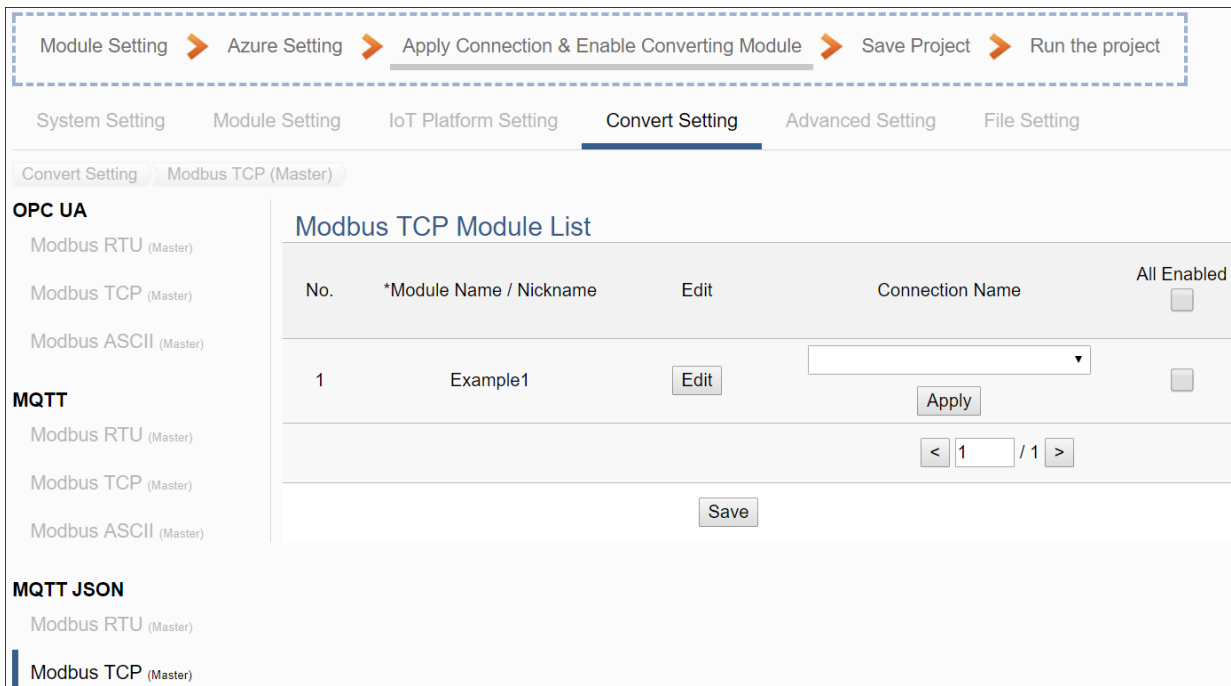 Module Setting Azure Setting Apply Connection & Enable Converting Module Save Project Run the project
System Setting Module Setting IoT Platform Setting Convert Setting Advanced Setting File Setting
Convert Setting Modbus TCP (Master)
OPC UA
Modbus RTU (Master)
Modbus TCP (Master)
Modbus ASCII (Master)
MQTT
Modbus RTU (Master)
Modbus TCP (Master)
Modbus ASCII (Master)
MQTT JSON
Modbus RTU (Master)
Modbus TCP (Master)
Modbus TCP Module List
No. *Module Name / Nickname Edit Connection Name All Enabled
1 Example1 Edit
Apply
< 1 / 1 >
Save